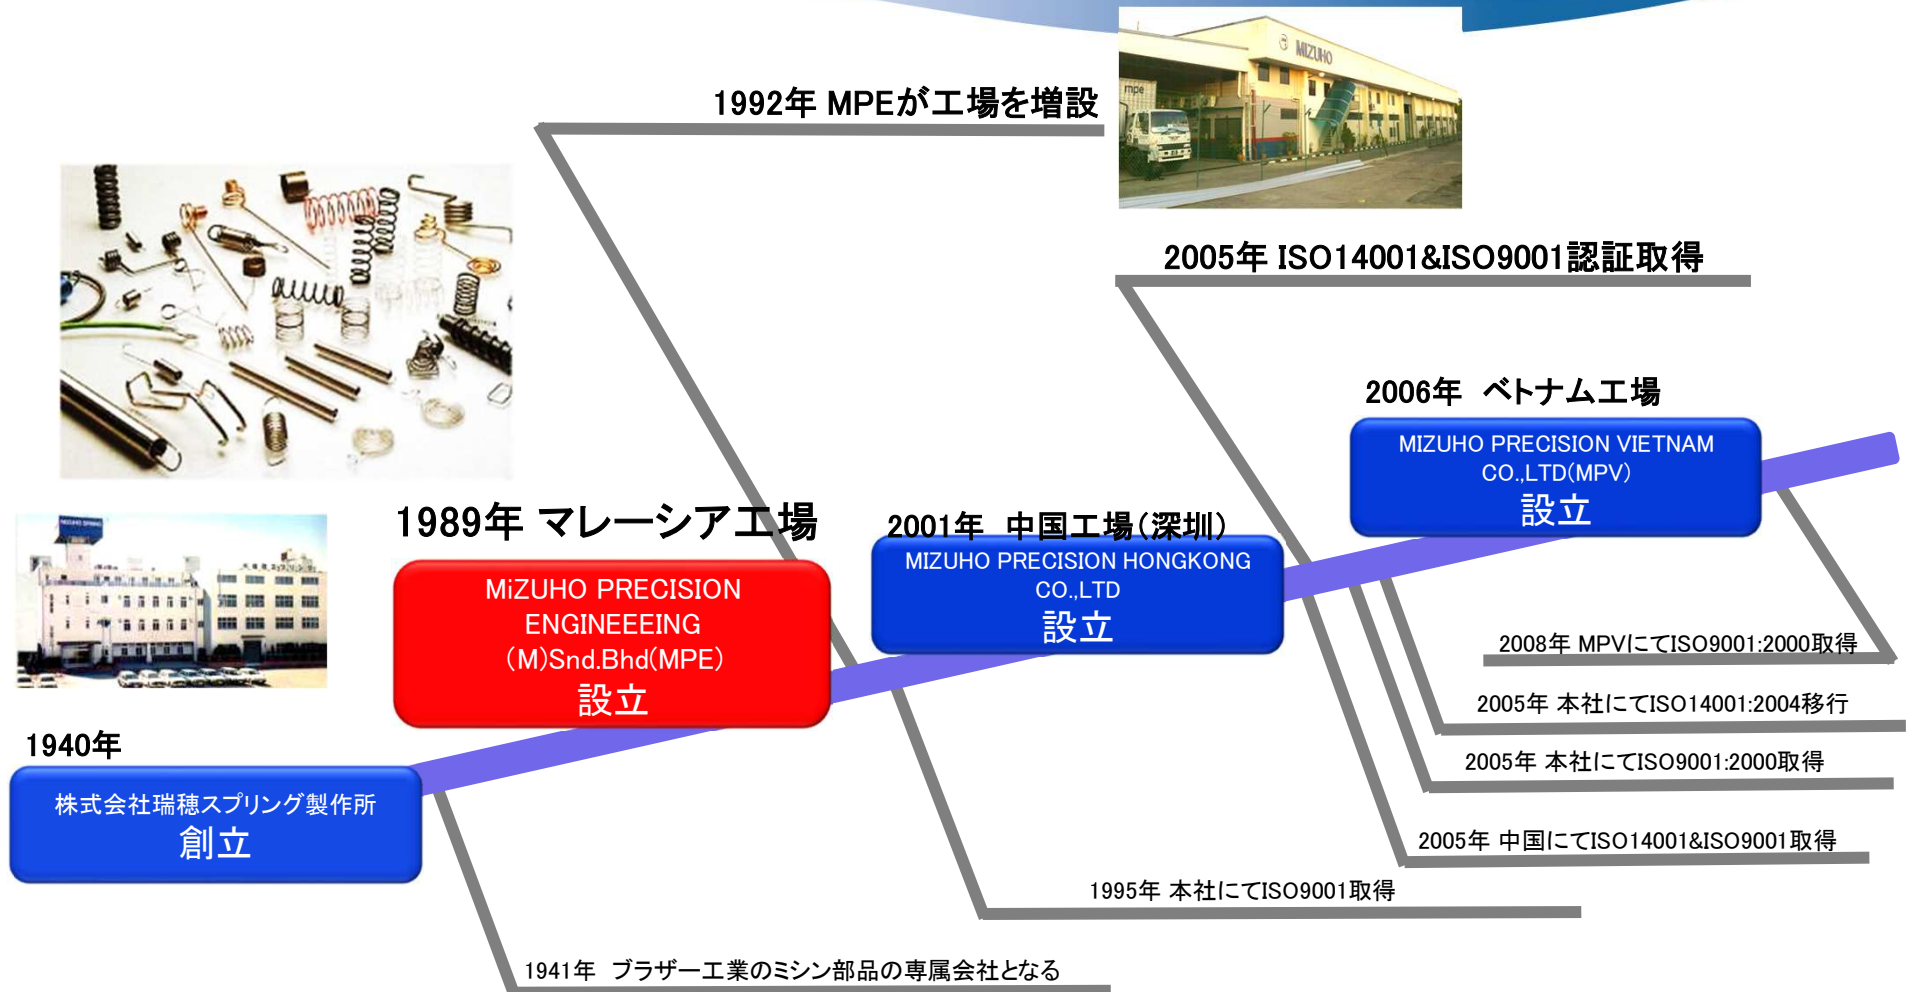 MIZUHO
mpe
1992年 MPEが工場を増設
2005年 ISO14001&ISO9001認証取得
2006年 ベトナム工場
MIZUHO PRECISION VIETNAM
CO.,LTD(MPV)
設立
1989年 マレーシア工場
MiZUHO PRECISION
ENGINEEEING
(M)Snd.Bhd(MPE)
設立
2001年 中国工場(深圳)
MIZUHO PRECISION HONGKONG
CO.,LTD
設立
MIZUHO SPRING
1940年
株式会社瑞穂スプリング製作所
創立
2008年 MPVにてISO9001:2000取得
2005年 本社にてISO14001:2004移行
2005年 本社にてISO9001:2000取得
2005年 中国にてISO14001&ISO9001取得
1995年 本社にてISO9001取得
1941年 ブラザー工業のミシン部品の専属会社となる